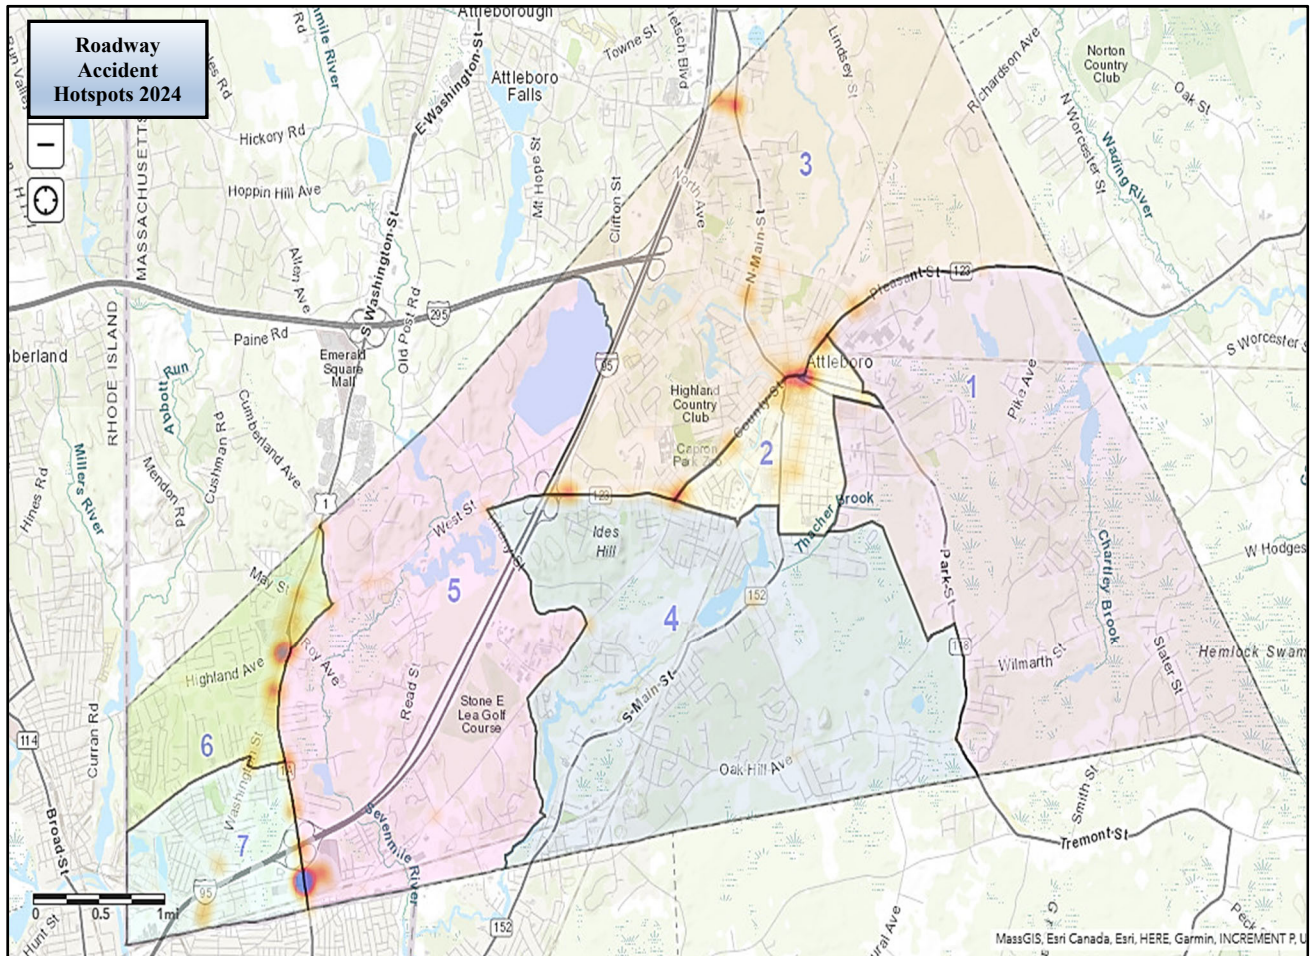 Roadway
Accident
Hotspots 2024
Attleborough
Towne St
Attleboro
Falls
Lindsey St
Richardson Ave
Norton
Country
Club
Oak St
N Worcester St
Wading River
E Washington St
Hickory Rd
Hoppin Hill Ave
Mt Hope St
Clifton St
North Ave
3
N Main St
MASSACHUSETTS
Allen Ave
S Washington St
Old Post Rd
295
Pleasant St
123
Paine Rd
Emerald
Square
Mall
95
RHODE ISLAND
Abbott Run
Attleboro
S Worcester S
1
Pike Ave
Highland
Country
Club
County St
Capron
Park Zoo
2
Cumberland Ave
Cushman Rd
Mendon Rd
Millers River
Hines Rd
1
123
West St
Ides
Hill
Thacher Brook
W Hodges
Park St
Chartley Brook
May St
5
4
152
118
Wilmarth St
Slater St
Hemlock Swam
Highland Ave
Roy Ave
Read St
Stone E
Lea Golf
Course
S Main St
Curran Rd
114
6
Oak Hill Ave
1A
Washington St
7
Smith St
Tremont St
Broad St
Sevenmile River
95
0 0.5 1mi
152
Hunt St
MassGIS, Esri Canada, Esri, HERE, Garmin, INCREMENT P, U